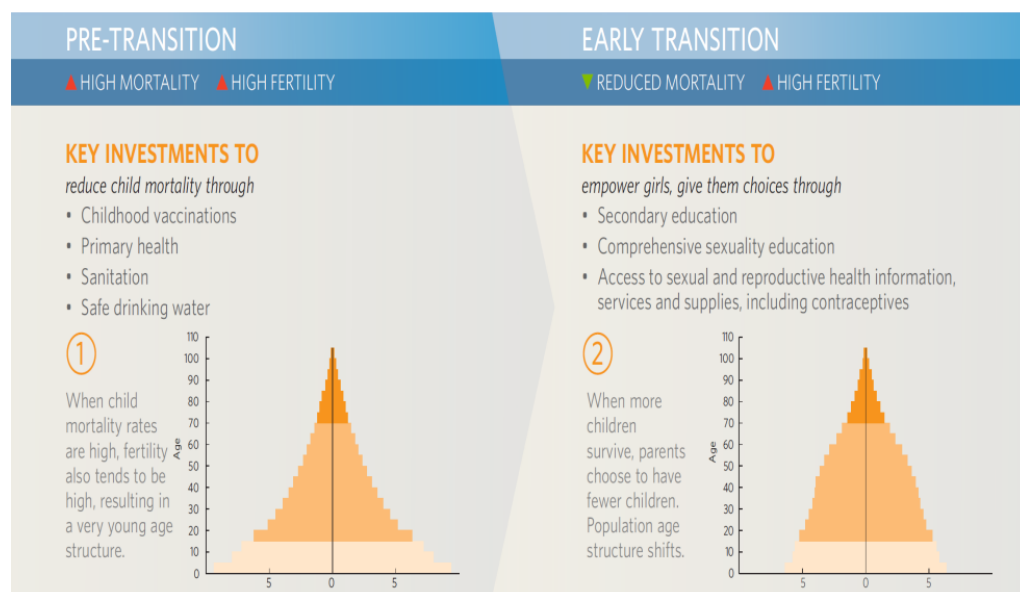 PRE-TRANSITION
▲ HIGH MORTALITY ▲ HIGH FERTILITY
KEY INVESTMENTS TO
reduce child mortality through
• Childhood vaccinations
• Primary health
• Sanitation
• Safe drinking water
1
When child
mortality rates
are high, fertility
also tends to be
high, resulting in
a very young age
structure.
Age
110
100
90
80
70
60
50
40
30
20
10
0
5 0 5
EARLY TRANSITION
▼ REDUCED MORTALITY ▲ HIGH FERTILITY
KEY INVESTMENTS TO
empower girls, give them choices through
• Secondary education
• Comprehensive sexuality education
• Access to sexual and reproductive health information,
services and supplies, including contraceptives
2
When more
children
survive, parents
choose to have
fewer children.
Population age
structure shifts.
Age
110
100
90
80
70
60
50
40
30
20
10
0
5 0 5